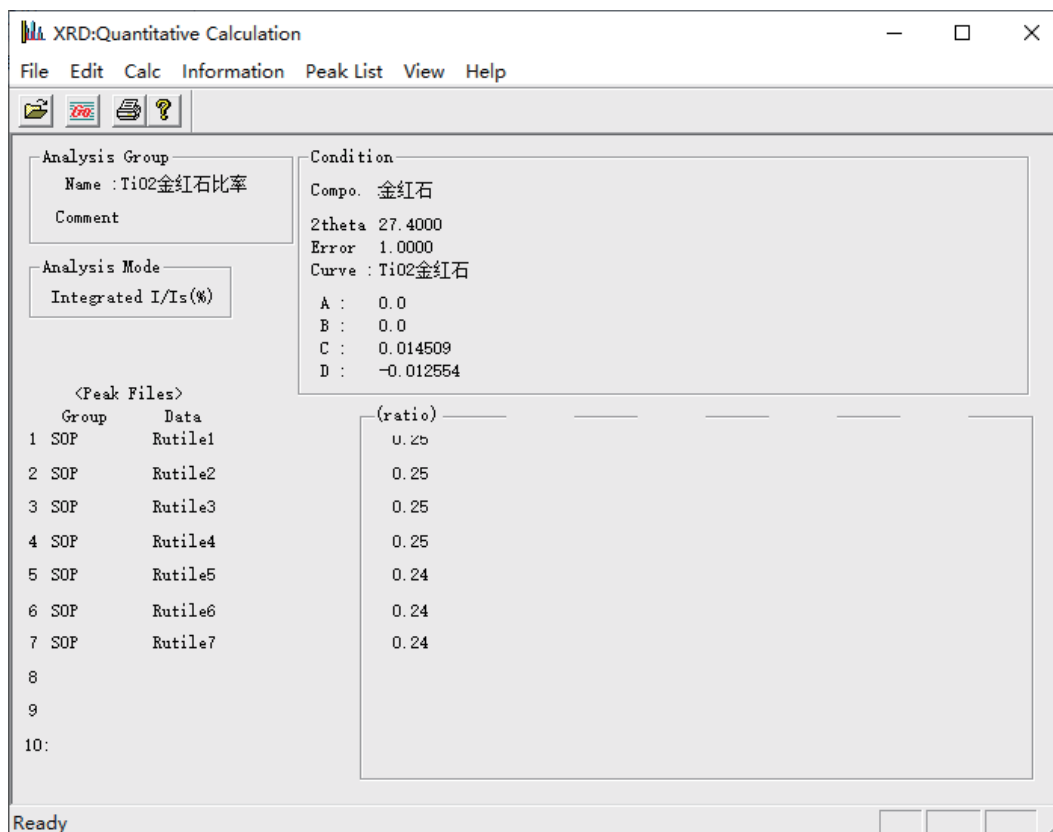 XRD:Quantitative Calculation
File Edit Calc Information Peak List View Help
Analysis Group
Name :TiO2金红石比率
Comment
Analysis Mode
Integrated I/Is(%)
Condition
Compo. 金红石
2theta 27.4000
Error 1.0000
Curve : TiO2金红石
A : 0.0
B : 0.0
C : 0.014509
D : -0.012554
<Peak Files>
Group Data (ratio)
1 SOP Rutile1 0.25
2 SOP Rutile2 0.25
3 SOP Rutile3 0.25
4 SOP Rutile4 0.25
5 SOP Rutile5 0.24
6 SOP Rutile6 0.24
7 SOP Rutile7 0.24
8
9
10:
Ready